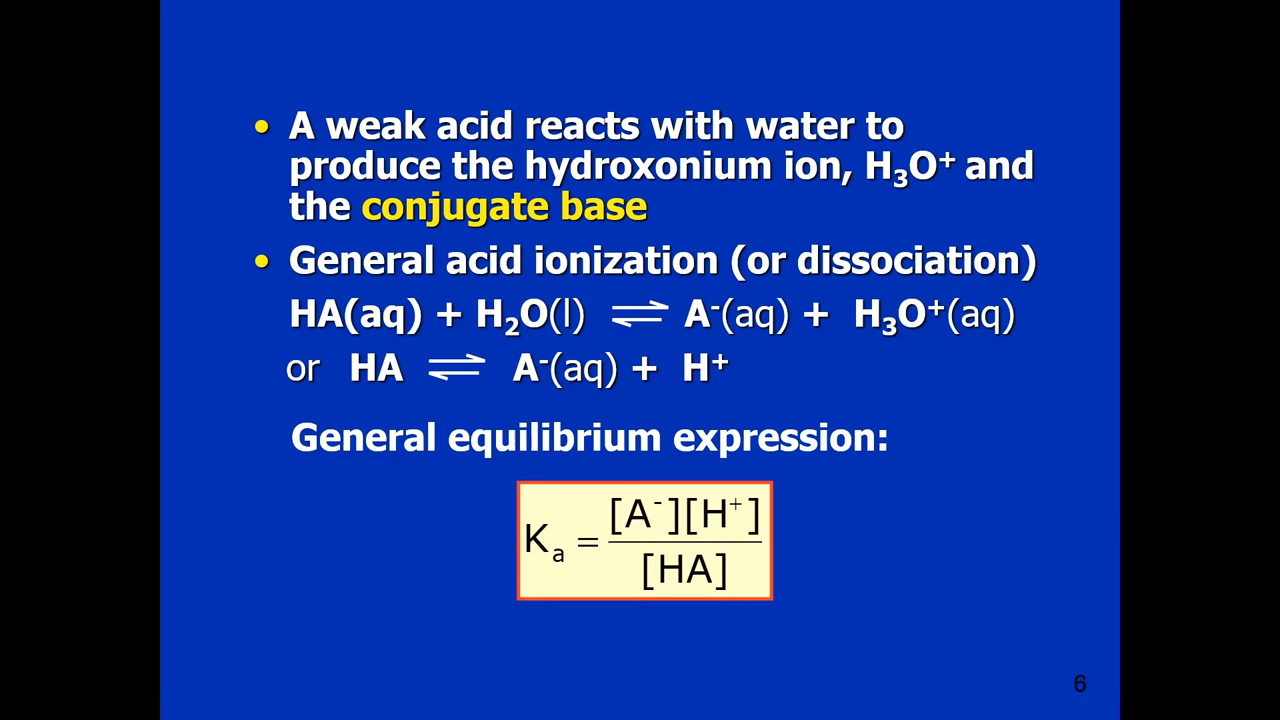 • A weak acid reacts with water to
produce the hydroxonium ion, H₃O⁺ and
the conjugate base
• General acid ionization (or dissociation)
HA(aq) + H₂O(l) ⇌ A⁻(aq) + H₃O⁺(aq)
or HA ⇌ A⁻(aq) + H⁺
General equilibrium expression:
Kₐ = [A⁻][H⁺] / [HA]
6